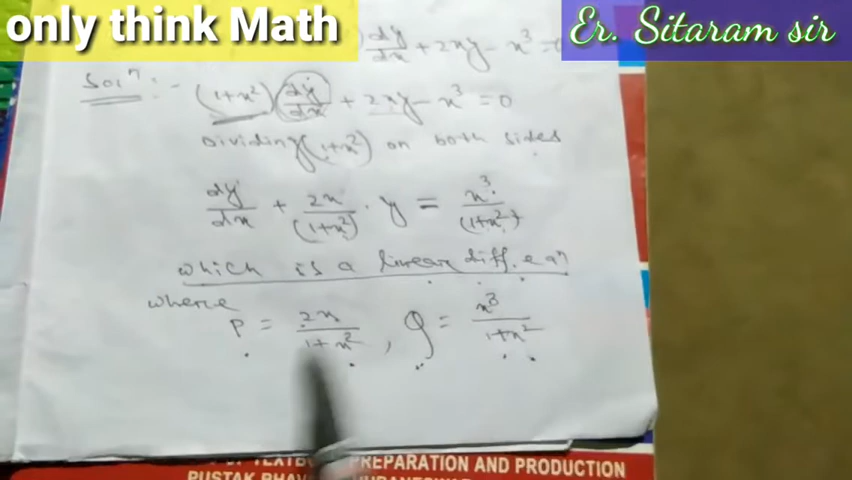 only think Math
Er. Sitaram sir
dy/dx + 2xy - x³ = 0
Solⁿ :-
(1+x²) dy/dx + 2xy - x³ = 0
Dividing (1+x²) on both sides
dy/dx + 2x/(1+x²) . y = x³/(1+x²)
which is a linear diff. eqⁿ
where
P = 2x/1+x² , Q = x³/1+x²
PREPARATION AND PRODUCTION
PUSTAK BHAV